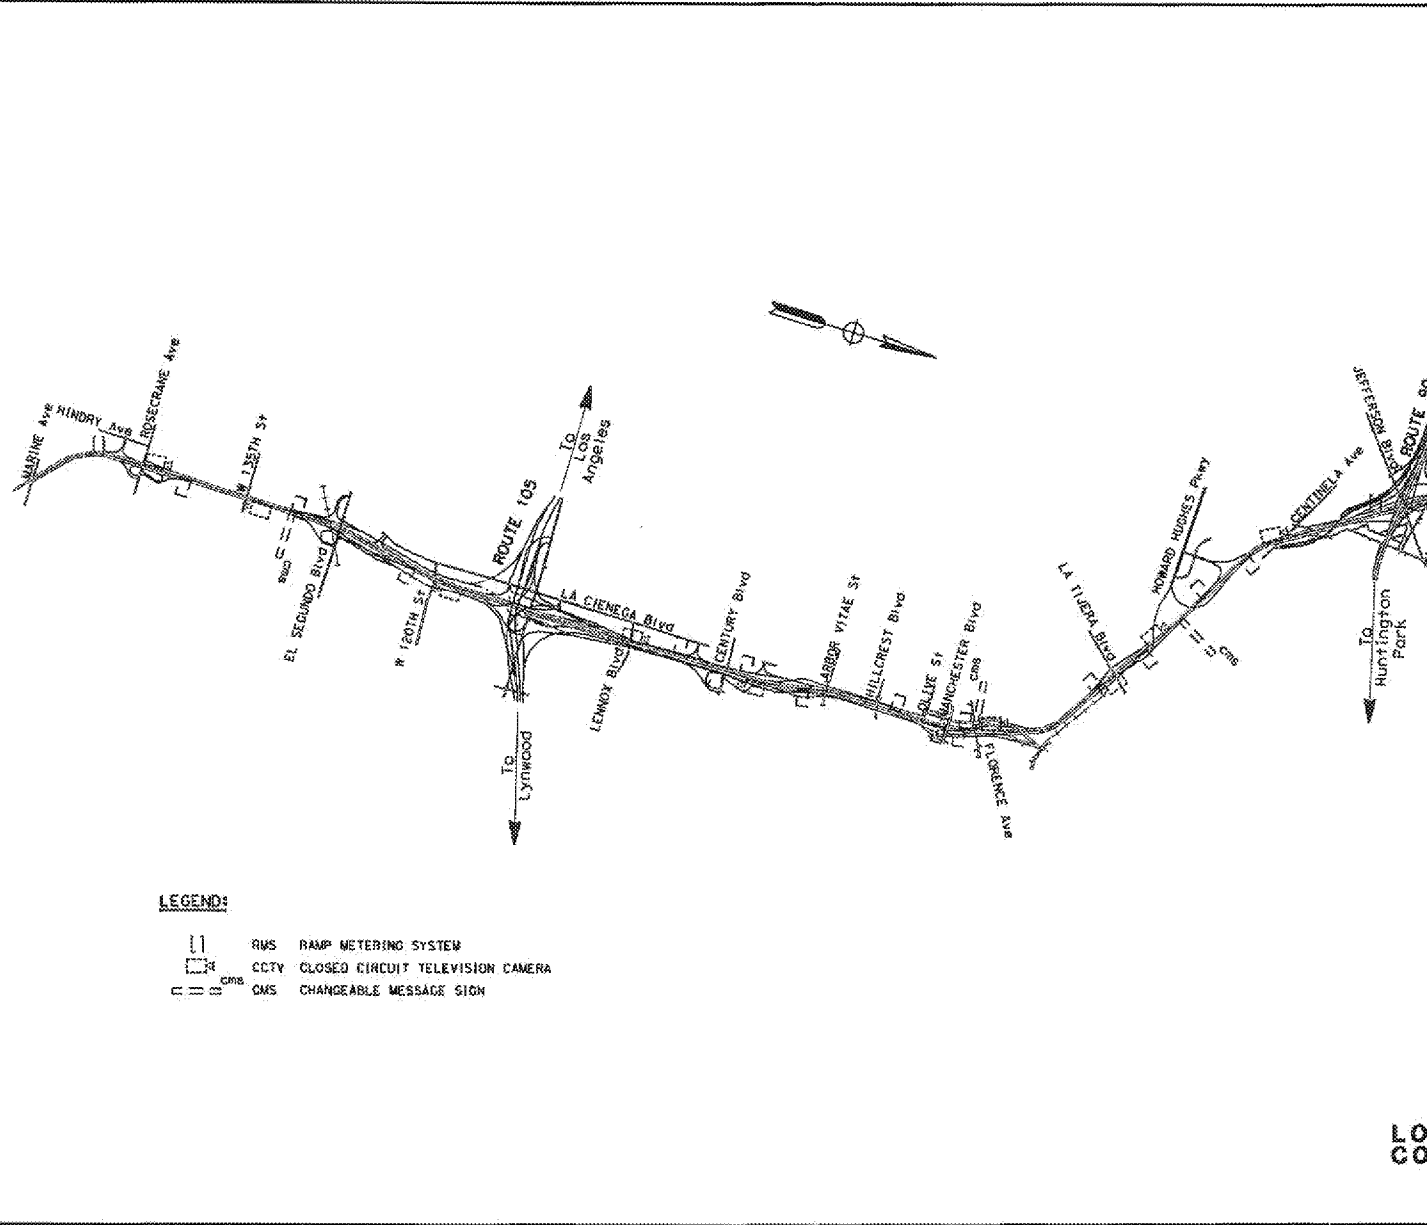 MARINE Ave
HINDRY Ave
ROSECRANE Ave
W 135TH St
cms
EL SEGUNDO Blvd
W 120TH St
ROUTE 105
To
Los
Angeles
To
Lynwood
LA CIENEGA Blvd
LENNOX Blvd
CENTURY Blvd
ARBOR VITAE St
HILLCREST Blvd
OLIVE St
MANCHESTER Blvd
cms
FLORENCE Ave
LA TIJERA Blvd
HOWARD HUGHES Pkwy
cms
CENTINELA Ave
JEFFERSON Blvd
ROUTE
To
Huntington
Park
LEGEND:
RMS RAMP METERING SYSTEM
CCTV CLOSED CIRCUIT TELEVISION CAMERA
cms CMS CHANGEABLE MESSAGE SIGN
LO
CO